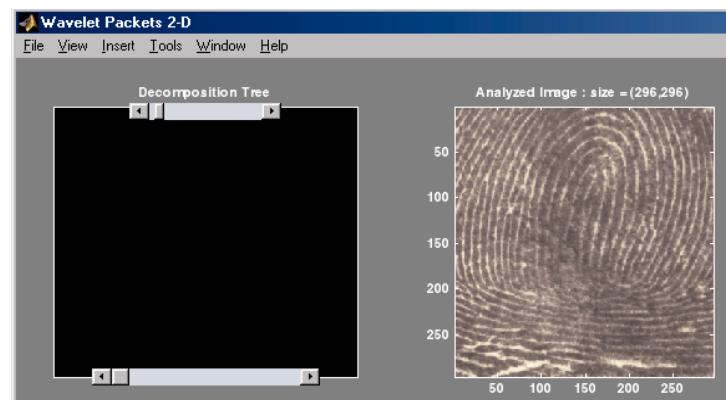 Wavelet Packets 2-D
File View Insert Tools Window Help
Decomposition Tree
Analyzed Image : size = (296,296)
50
100
150
200
250
50 100 150 200 250